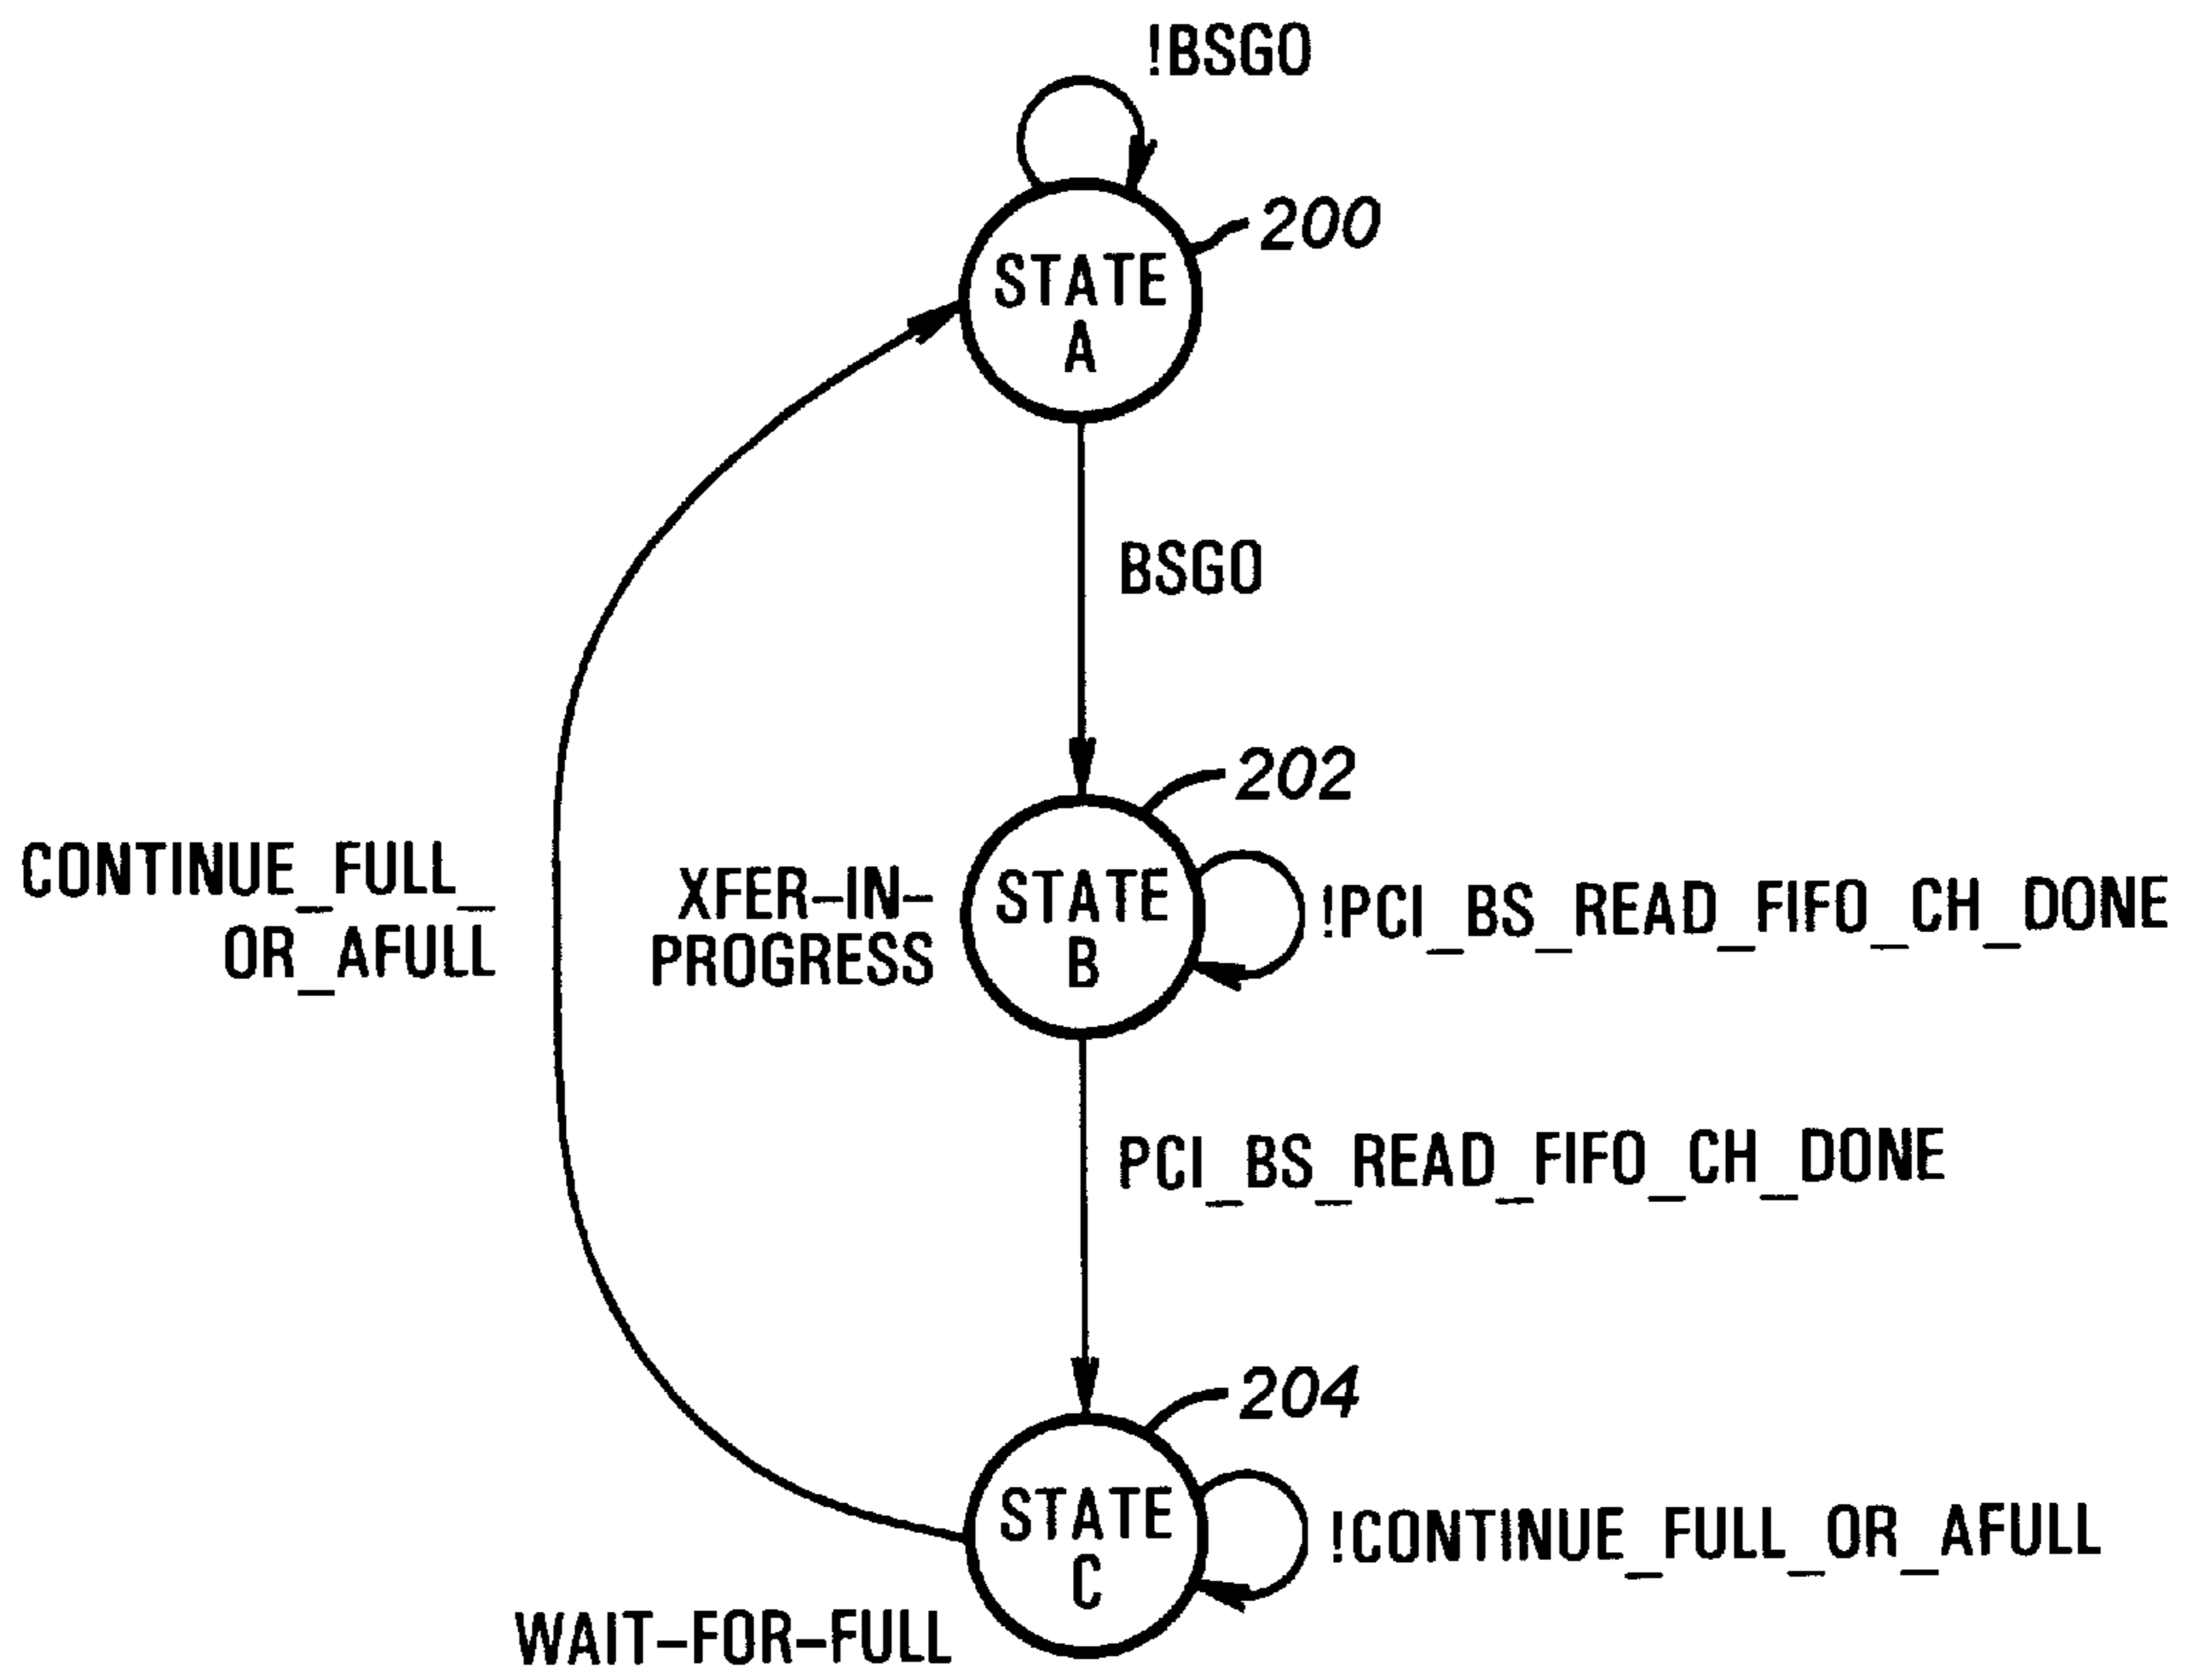 !BSGO
200
STATE
A
BSGO
202
CONTINUE_FULL_
OR_AFULL
XFER-IN-
PROGRESS
STATE
B
!PCI_BS_READ_FIFO_CH_DONE
PCI_BS_READ_FIFO_CH_DONE
204
STATE
C
!CONTINUE_FULL_OR_AFULL
WAIT-FOR-FULL